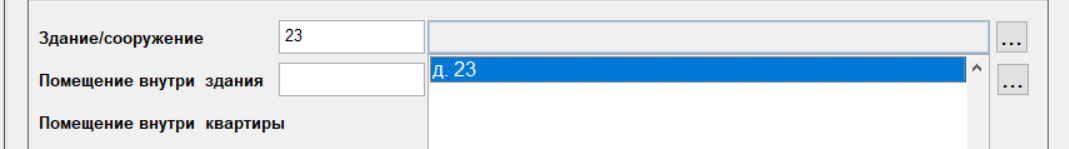 Здание/сооружение 23 ...
д. 23
Помещение внутри здания ...
Помещение внутри квартиры